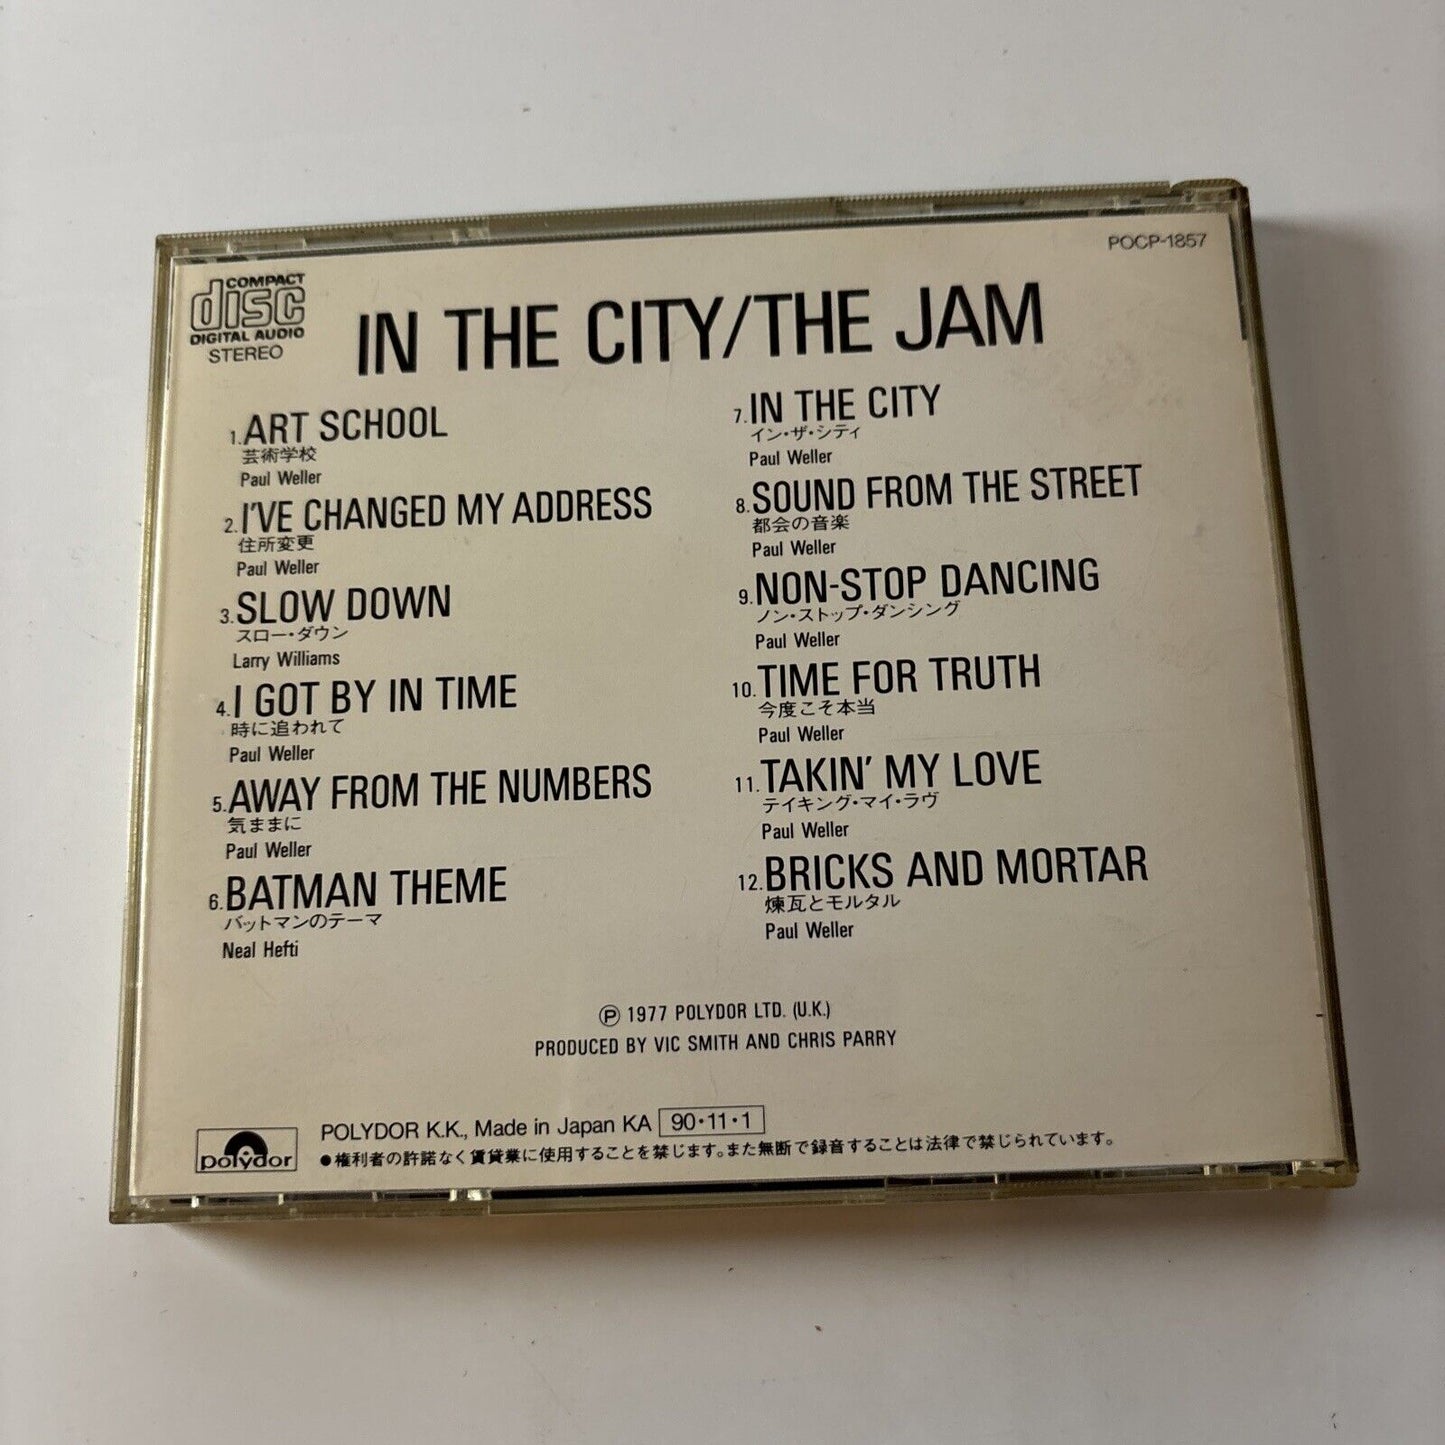 POCP-1857
COMPACT
disc
DIGITAL AUDIO
STEREO
IN THE CITY/THE JAM
1.ART SCHOOL
芸術学校
Paul Weller
2.I'VE CHANGED MY ADDRESS
住所変更
Paul Weller
3.SLOW DOWN
スロー・ダウン
Larry Williams
4.I GOT BY IN TIME
時に追われて
Paul Weller
5.AWAY FROM THE NUMBERS
気ままに
Paul Weller
6.BATMAN THEME
バットマンのテーマ
Neal Hefti
7.IN THE CITY
イン・ザ・シティ
Paul Weller
8.SOUND FROM THE STREET
都会の音楽
Paul Weller
9.NON-STOP DANCING
ノン・ストップ・ダンシング
Paul Weller
10.TIME FOR TRUTH
今度こそ本当
Paul Weller
11.TAKIN' MY LOVE
テイキング・マイ・ラヴ
Paul Weller
12.BRICKS AND MORTAR
煉瓦とモルタル
Paul Weller
Ⓟ 1977 POLYDOR LTD. (U.K.)
PRODUCED BY VIC SMITH AND CHRIS PARRY
polydor
POLYDOR K.K., Made in Japan KA 90・11・1
●権利者の許諾なく賃貸業に使用することを禁じます。また無断で録音することは法律で禁じられています。